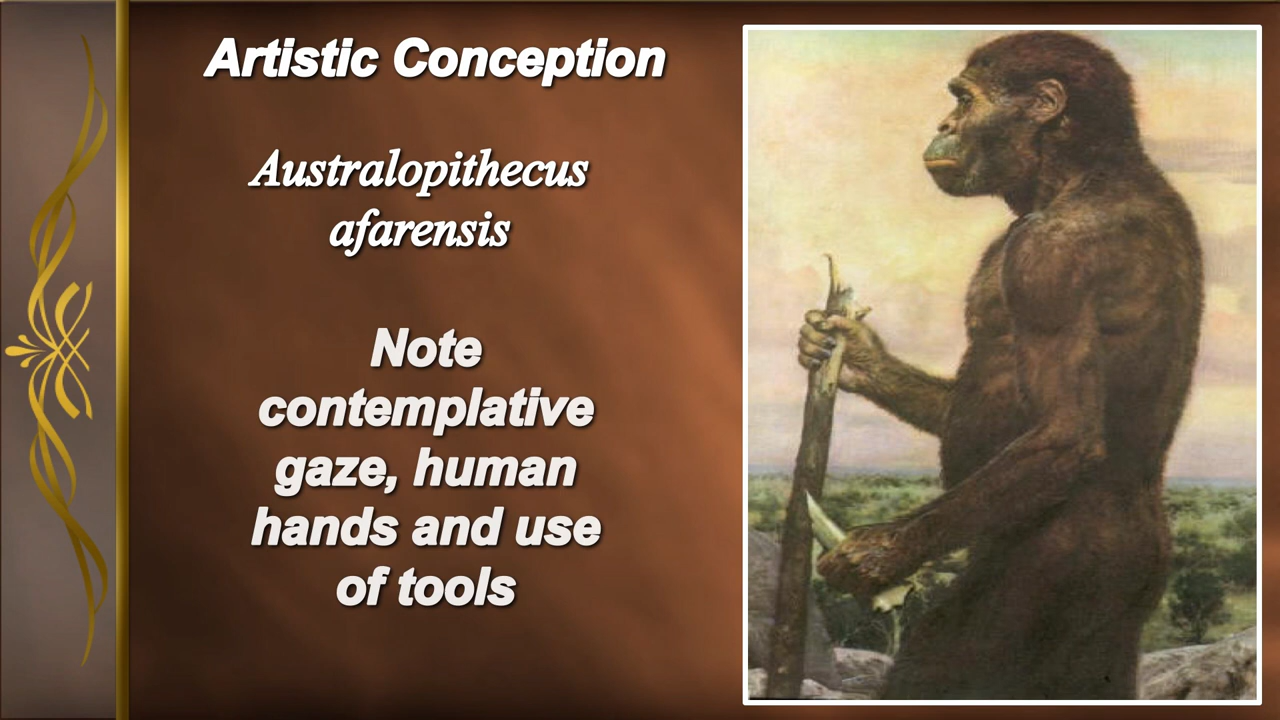 Artistic Conception
Australopithecus
afarensis
Note
contemplative
gaze, human
hands and use
of tools